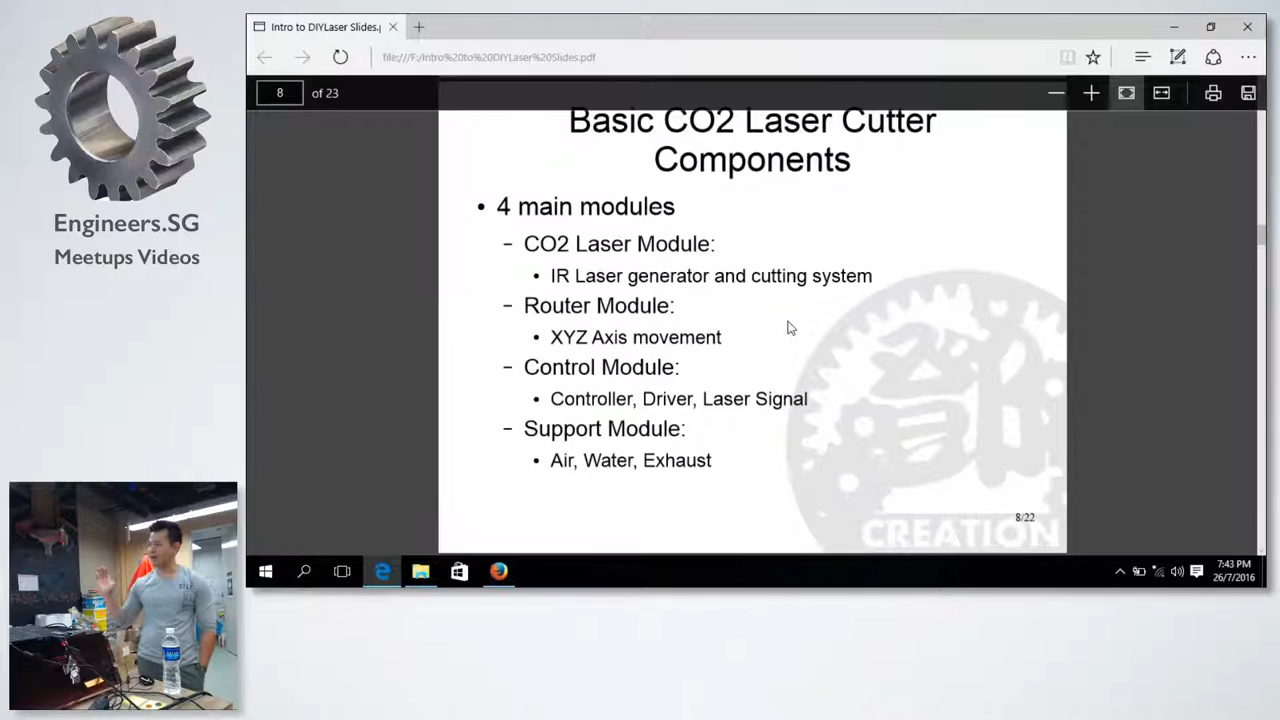 Intro to DIYLaser Slides.p
file:///F:/Intro%20to%20DIYLaser%20Slides.pdf
8 of 23
Basic CO2 Laser Cutter
Components
• 4 main modules
– CO2 Laser Module:
• IR Laser generator and cutting system
– Router Module:
• XYZ Axis movement
– Control Module:
• Controller, Driver, Laser Signal
– Support Module:
• Air, Water, Exhaust
8/22
CREATION
7:43 PM
26/7/2016
Engineers.SG
Meetups Videos